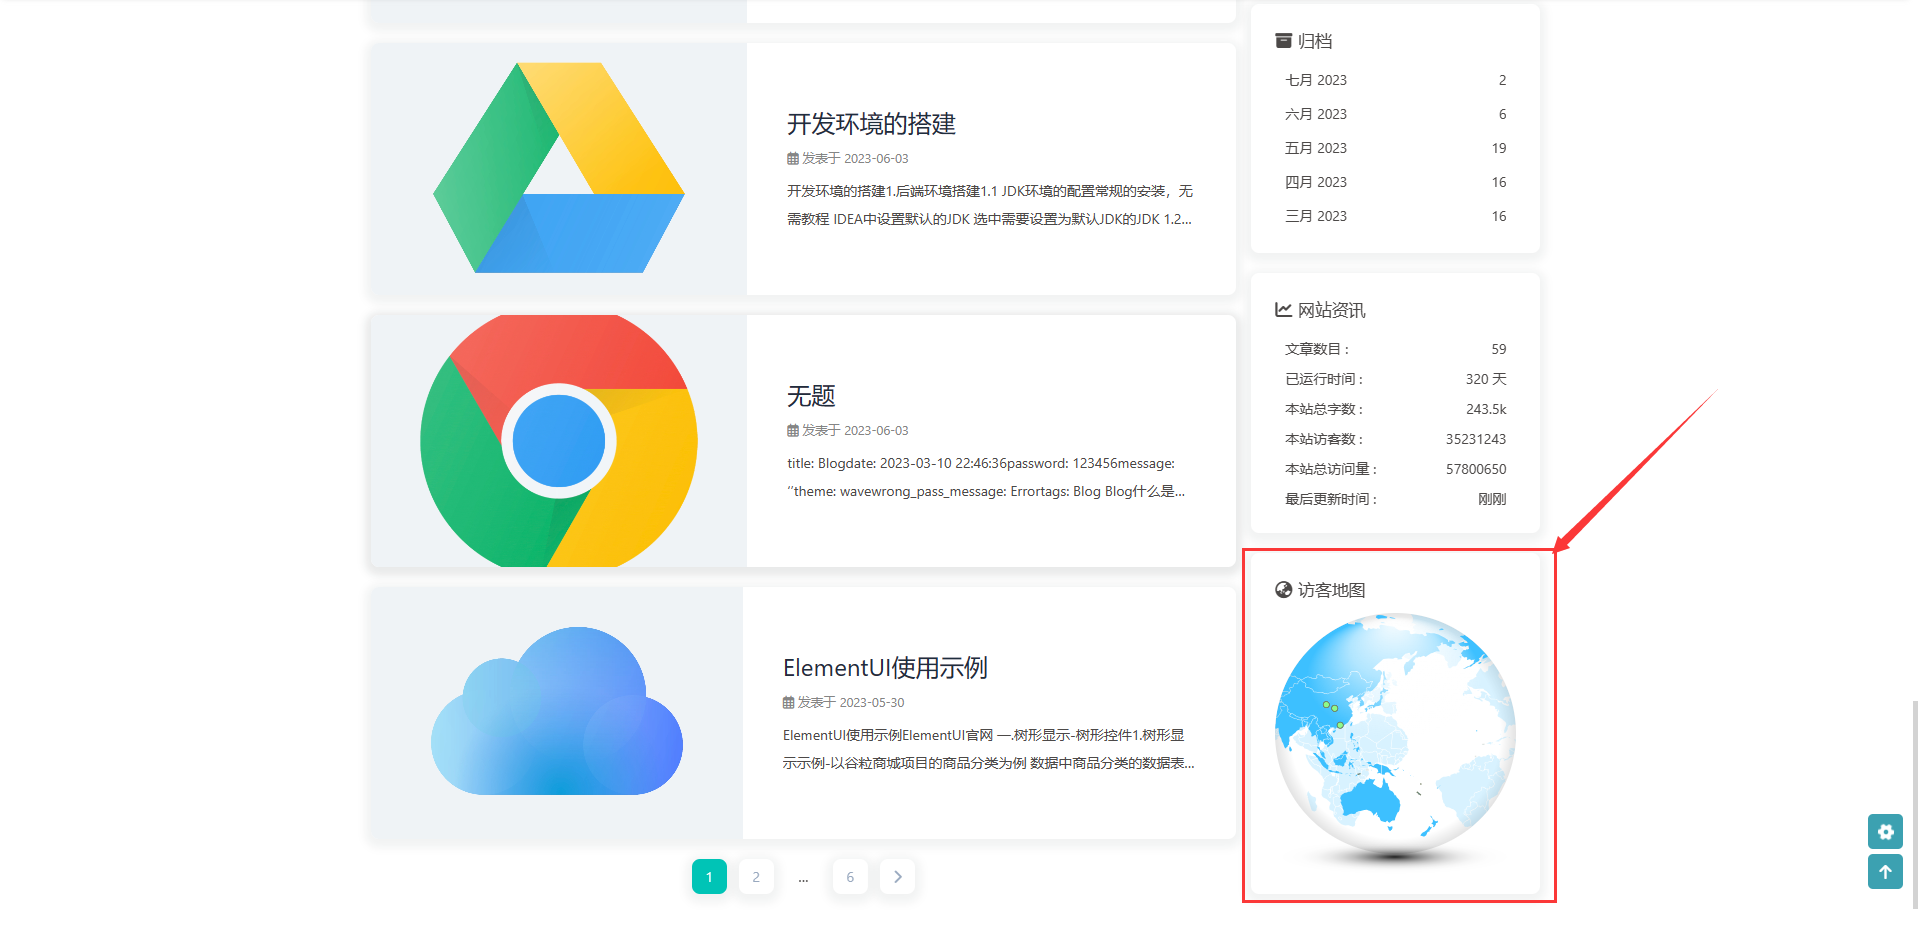 开发环境的搭建
发表于 2023-06-03
开发环境的搭建1.后端环境搭建1.1 JDK环境的配置常规的安装，无
需教程 IDEA中设置默认的JDK 选中需要设置为默认JDK的JDK 1.2...
无题
发表于 2023-06-03
title: Blogdate: 2023-03-10 22:46:36password: 123456message:
‘’theme: wavewrong_pass_message: Errortags: Blog Blog什么是...
ElementUI使用示例
发表于 2023-05-30
ElementUI使用示例ElementUI官网 一.树形显示-树形控件1.树形显
示示例-以谷粒商城项目的商品分类为例 数据中商品分类的数据表...
1 2 ... 6
归档
七月 2023 2
六月 2023 6
五月 2023 19
四月 2023 16
三月 2023 16
网站资讯
文章数目 : 59
已运行时间 : 320 天
本站总字数 : 243.5k
本站访客数 : 35231243
本站总访问量 : 57800650
最后更新时间 : 刚刚
访客地图